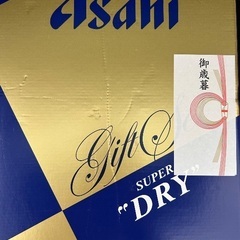 Asahi
御歳暮
Gift S
SUPER
"DRY"